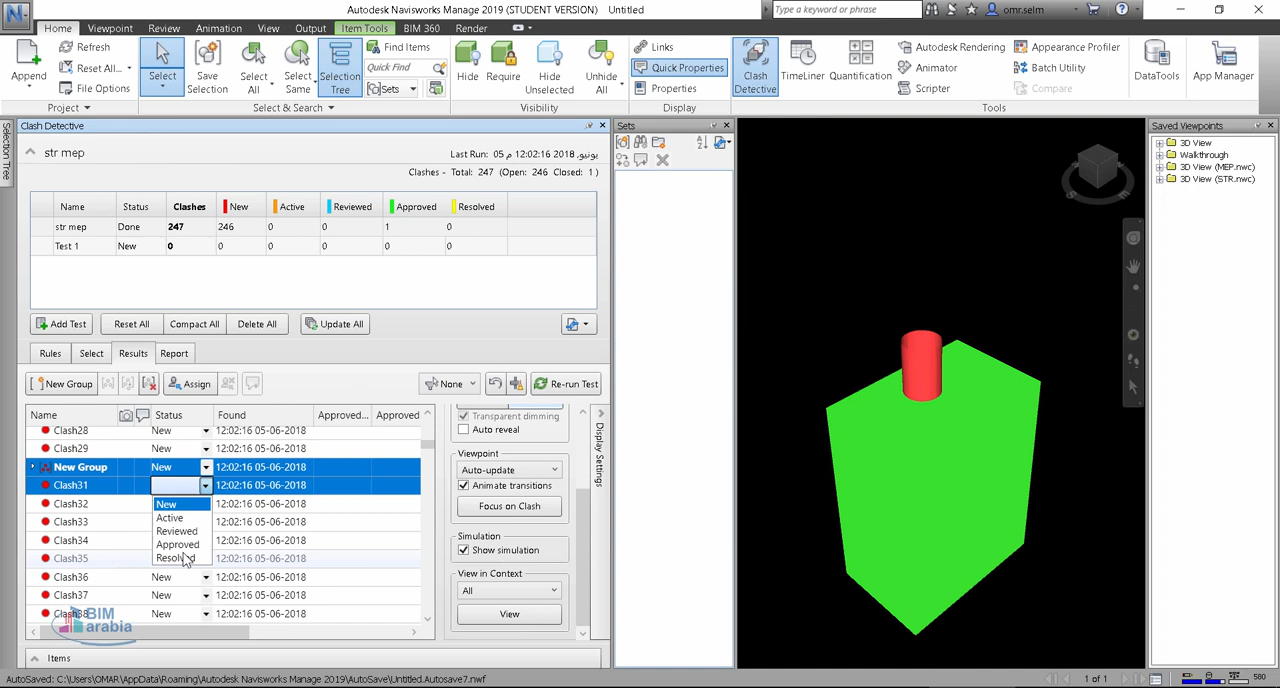 Autodesk Navisworks Manage 2019 (STUDENT VERSION) Untitled
Type a keyword or phrase
omr.selm
Home Viewpoint Review Animation View Output Item Tools BIM 360 Render
Append
Refresh
Reset All...
File Options
Project
Select
Save Selection
Select All
Select Same
Selection Tree
Find Items
Quick Find
Sets
Select & Search
Hide
Require
Hide Unselected
Unhide All
Visibility
Links
Quick Properties
Properties
Display
Clash Detective
TimeLiner
Quantification
Autodesk Rendering
Animator
Scripter
Appearance Profiler
Batch Utility
Compare
Tools
DataTools
App Manager
Selection Tree
Clash Detective
str mep
Last Run: يونيو, 2018 12:02:16 م 05
Clashes - Total: 247 (Open: 246 Closed: 1 )
Name Status Clashes New Active Reviewed Approved Resolved
str mep Done 247 246 0 0 1 0
Test 1 New 0 0 0 0 0 0
Add Test Reset All Compact All Delete All Update All
Rules Select Results Report
New Group Assign None Re-run Test
Name Status Found Approved... Approved
Clash28 New 12:02:16 05-06-2018
Clash29 New 12:02:16 05-06-2018
New Group New 12:02:16 05-06-2018
Clash31 12:02:16 05-06-2018
Clash32 New 12:02:16 05-06-2018
Clash33 Active 12:02:16 05-06-2018
Reviewed
Clash34 Approved 12:02:16 05-06-2018
Clash35 Resolved 12:02:16 05-06-2018
Clash36 New 12:02:16 05-06-2018
Clash37 New 12:02:16 05-06-2018
Clash38 New 12:02:16 05-06-2018
BIM
arabia
Transparent dimming
Auto reveal
Viewpoint
Auto-update
Animate transitions
Focus on Clash
Simulation
Show simulation
View in Context
All
View
Display Settings
Items
Sets
Saved Viewpoints
3D View
Walkthrough
3D View (MEP.nwc)
3D View (STR.nwc)
AutoSaved: C:\Users\OMAR\AppData\Roaming\Autodesk Navisworks Manage 2019\AutoSave\Untitled.Autosave7.nwf
1 of 1
580